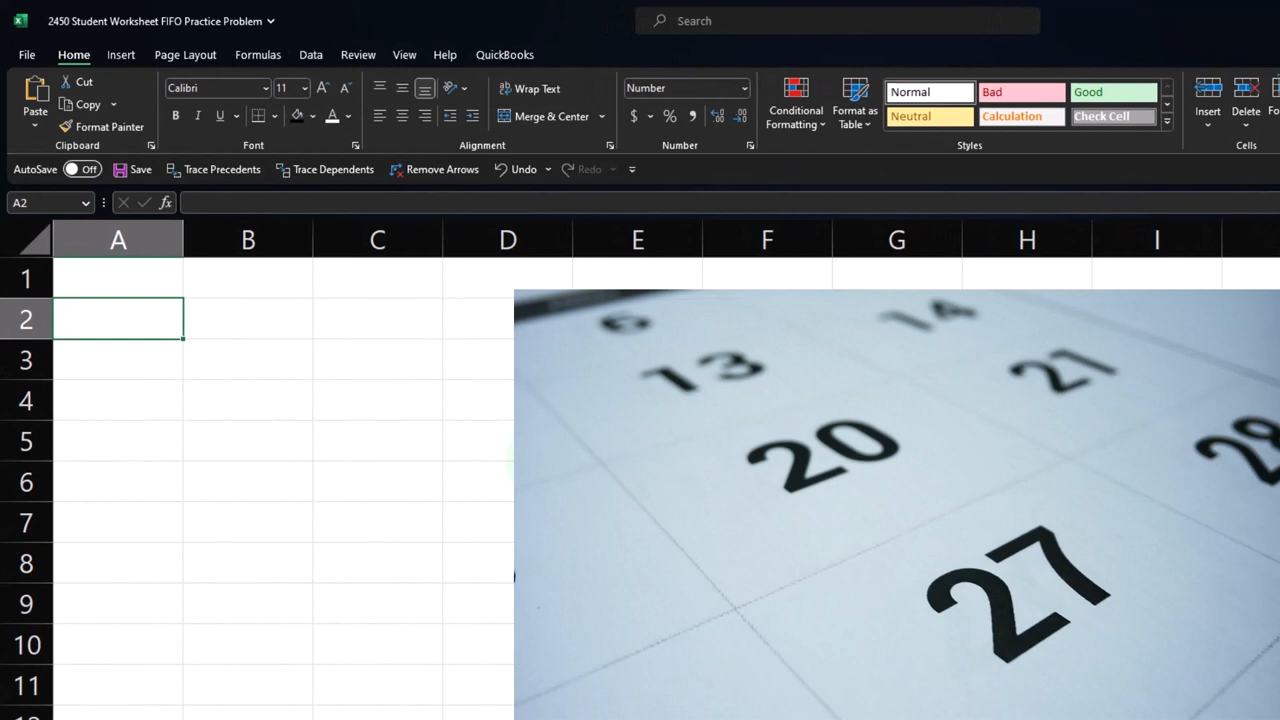 2450 Student Worksheet FIFO Practice Problem
Search
File Home Insert Page Layout Formulas Data Review View Help QuickBooks
Paste
Cut
Copy
Format Painter
Clipboard
Calibri 11
B I U
Font
Wrap Text
Merge & Center
Alignment
Number
$ % 9
Number
Conditional Formatting
Format as Table
Normal Bad Good
Neutral Calculation Check Cell
Styles
Insert Delete
Cells
AutoSave Off Save Trace Precedents Trace Dependents Remove Arrows Undo Redo
A2 fx
A B C D E F G H I
1
2
3
4
5
6
7
8
9
10
11
6 14
13 21
20 28
27